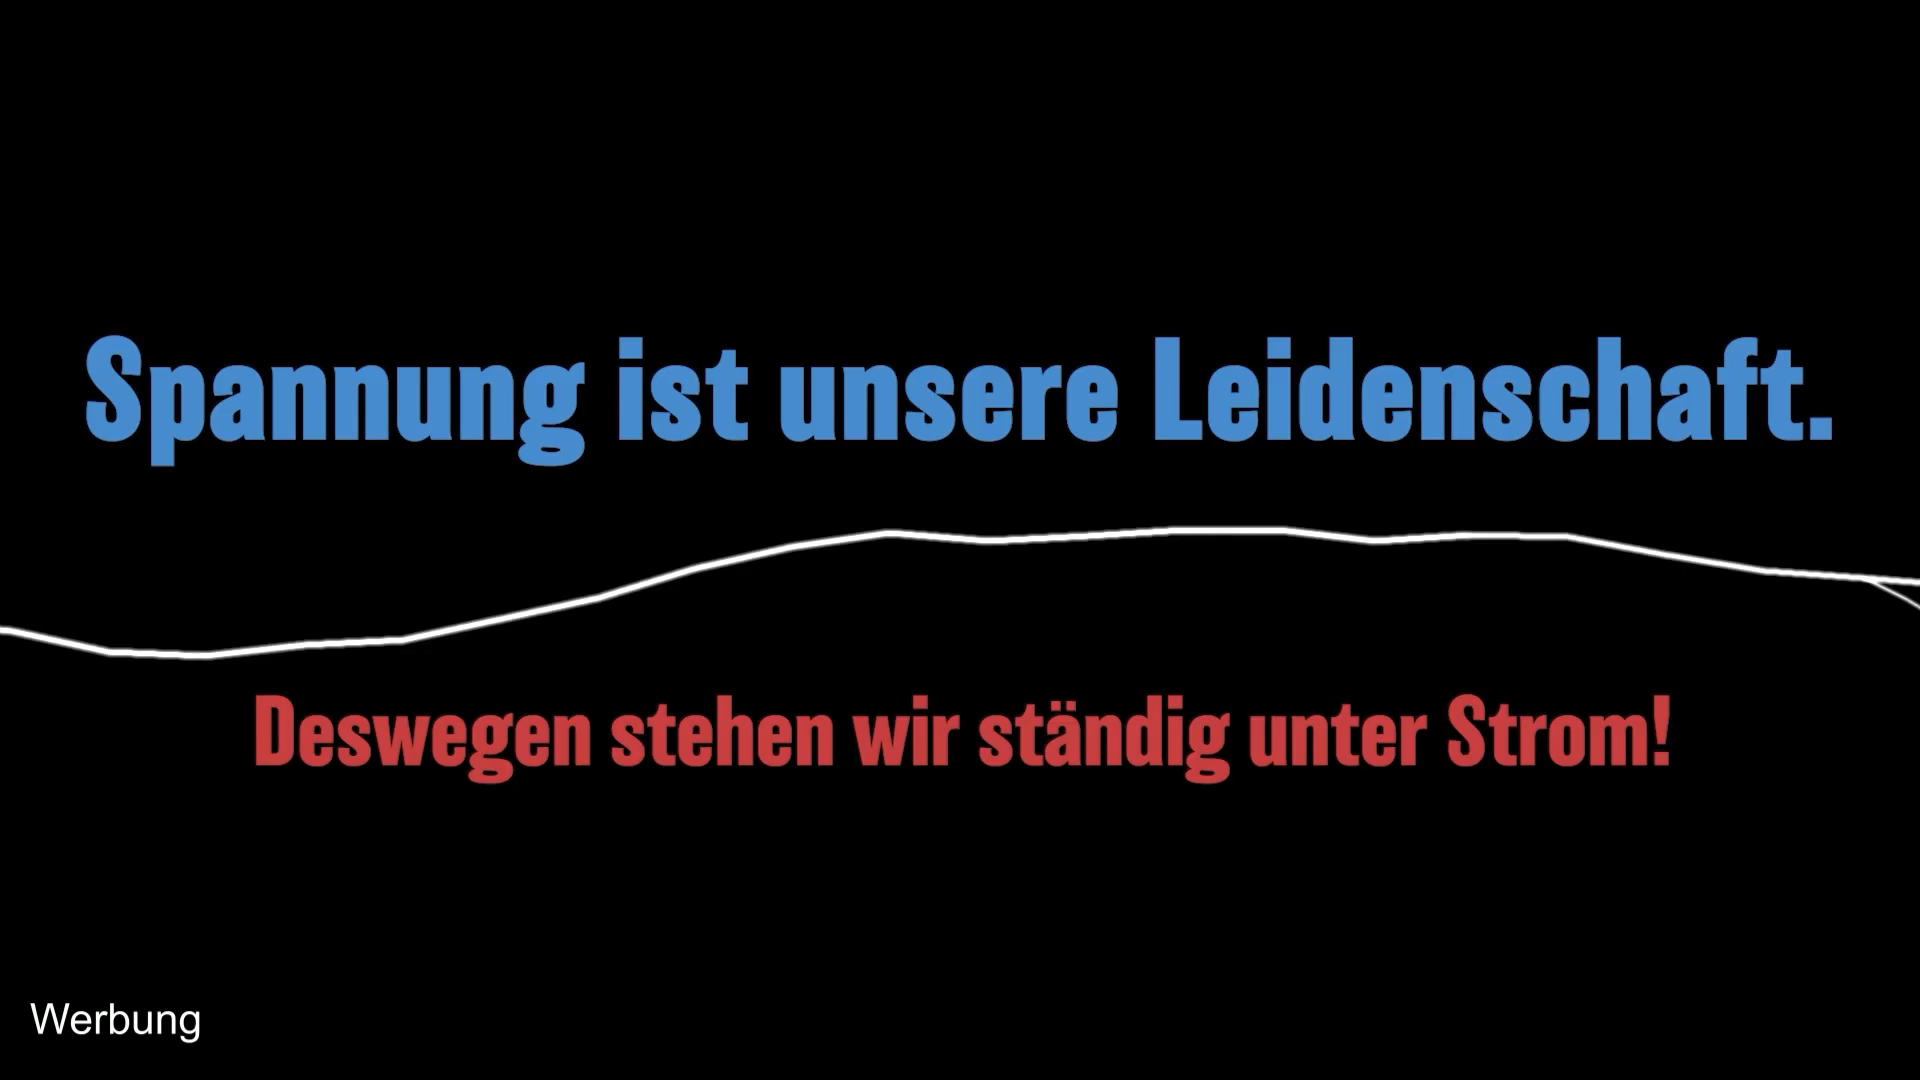 Spannung ist unsere Leidenschaft.
Deswegen stehen wir ständig unter Strom!
Werbung